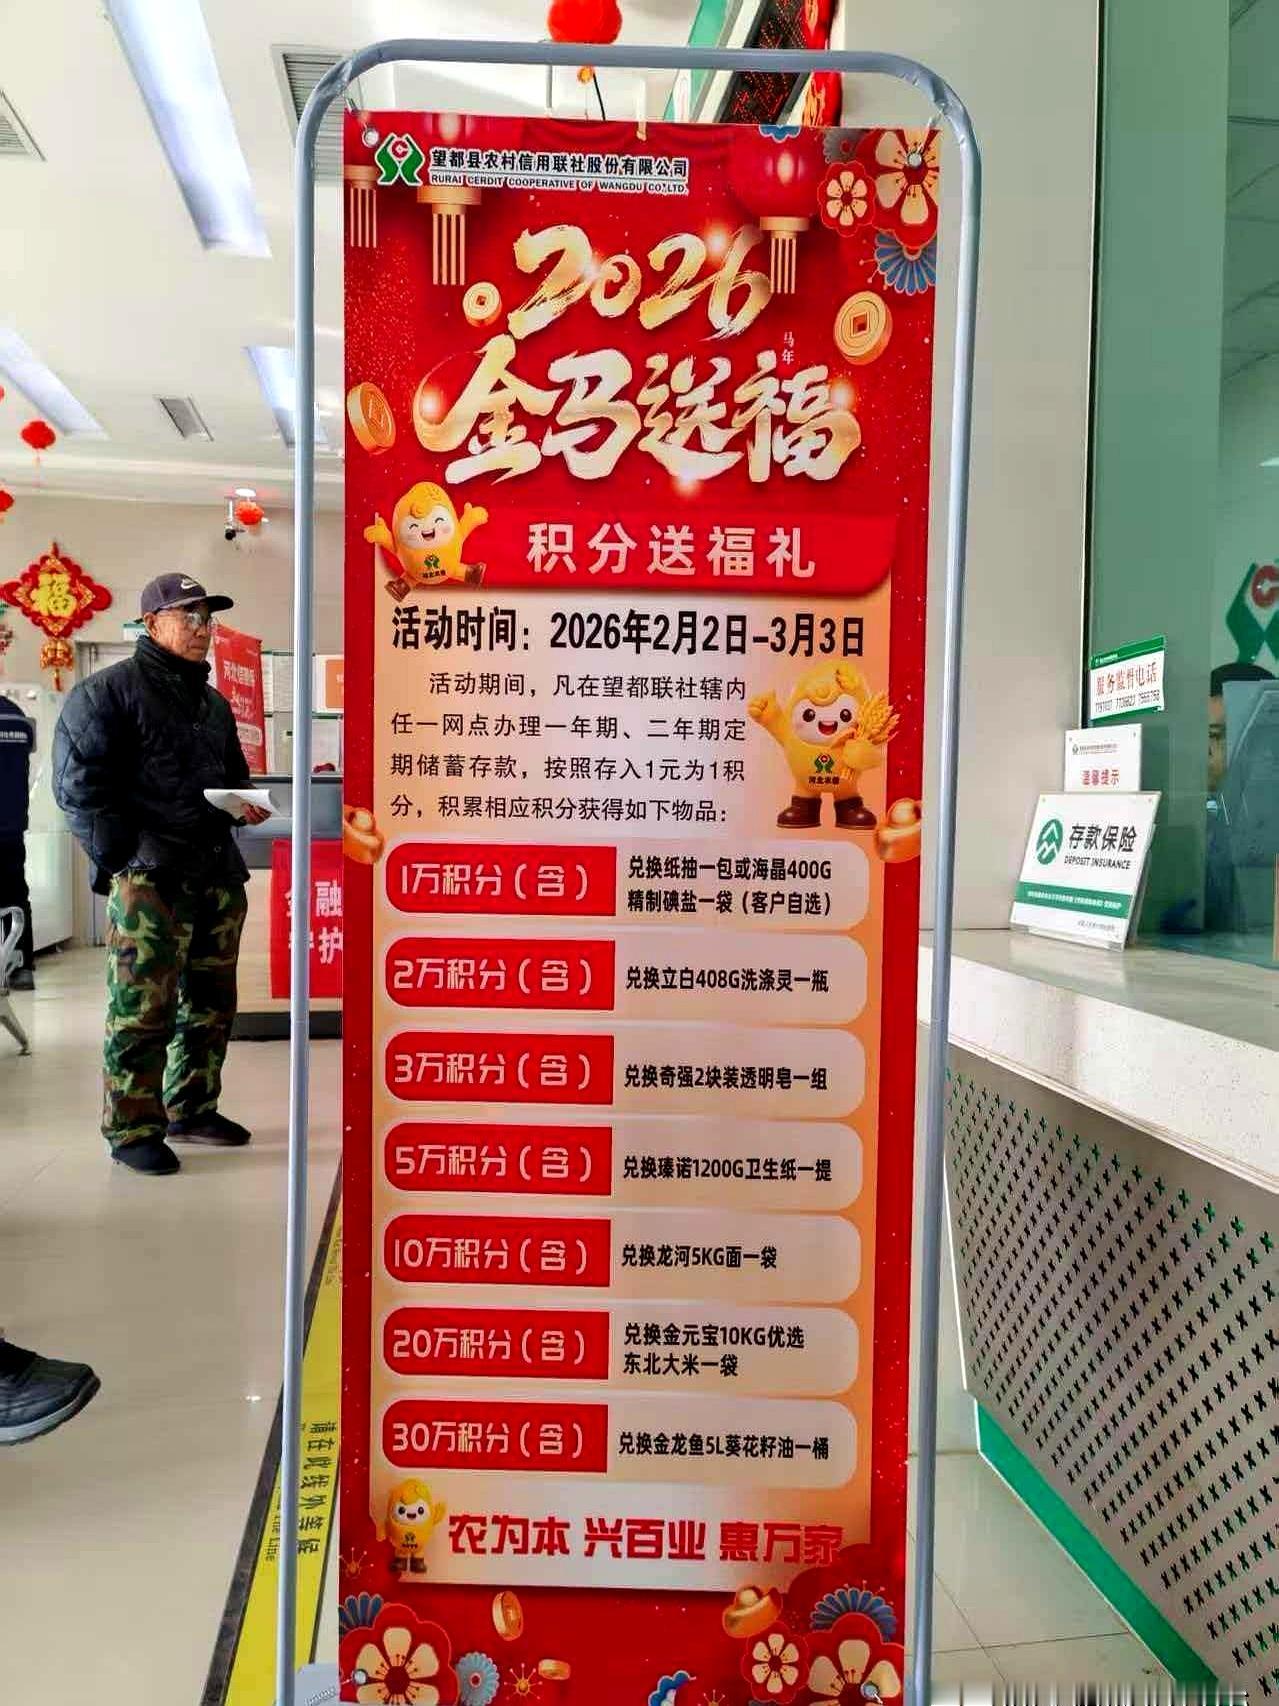 望都县农村信用联社股份有限公司
RURAI CERDIT COOPERATIVE OF WANGDU CO.,LTD.
2026
马年
金马送福
积分送福礼
活动时间：2026年2月2日-3月3日
活动期间，凡在望都联社辖内
任一网点办理一年期、二年期定
期储蓄存款，按照存入1元为1积
分，积累相应积分获得如下物品：
1万积分（含）
兑换纸抽一包或海晶400G
精制碘盐一袋（客户自选）
2万积分（含）
兑换立白408G洗涤灵一瓶
3万积分（含）
兑换奇强2块装透明皂一组
5万积分（含）
兑换瑧诺1200G卫生纸一提
10万积分（含）
兑换龙河5KG面一袋
20万积分（含）
兑换金元宝10KG优选
东北大米一袋
30万积分（含）
兑换金龙鱼5L葵花籽油一桶
农为本 兴百业 惠万家
福
请在此线外等候
服务监督电话
温馨提示
存款保险
DEPOSIT INSURANCE